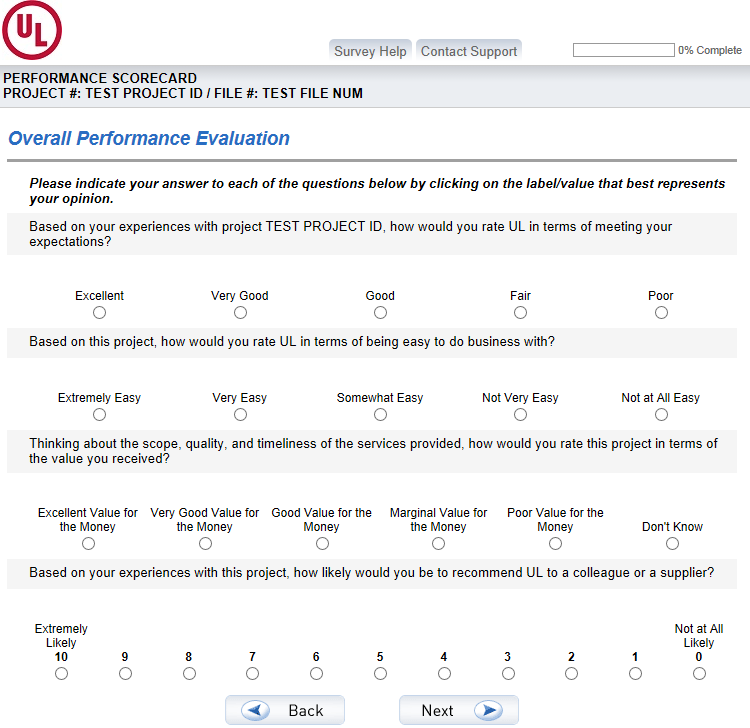 UL
Survey Help Contact Support 0% Complete
PERFORMANCE SCORECARD
PROJECT #: TEST PROJECT ID / FILE #: TEST FILE NUM
Overall Performance Evaluation
Please indicate your answer to each of the questions below by clicking on the label/value that best represents
your opinion.
Based on your experiences with project TEST PROJECT ID, how would you rate UL in terms of meeting your
expectations?
Excellent Very Good Good Fair Poor
Based on this project, how would you rate UL in terms of being easy to do business with?
Extremely Easy Very Easy Somewhat Easy Not Very Easy Not at All Easy
Thinking about the scope, quality, and timeliness of the services provided, how would you rate this project in terms of
the value you received?
Excellent Value for Very Good Value for Good Value for the Marginal Value for Poor Value for the
the Money the Money Money the Money Money Don't Know
Based on your experiences with this project, how likely would you be to recommend UL to a colleague or a supplier?
Extremely Not at All
Likely Likely
10 9 8 7 6 5 4 3 2 1 0
Back Next